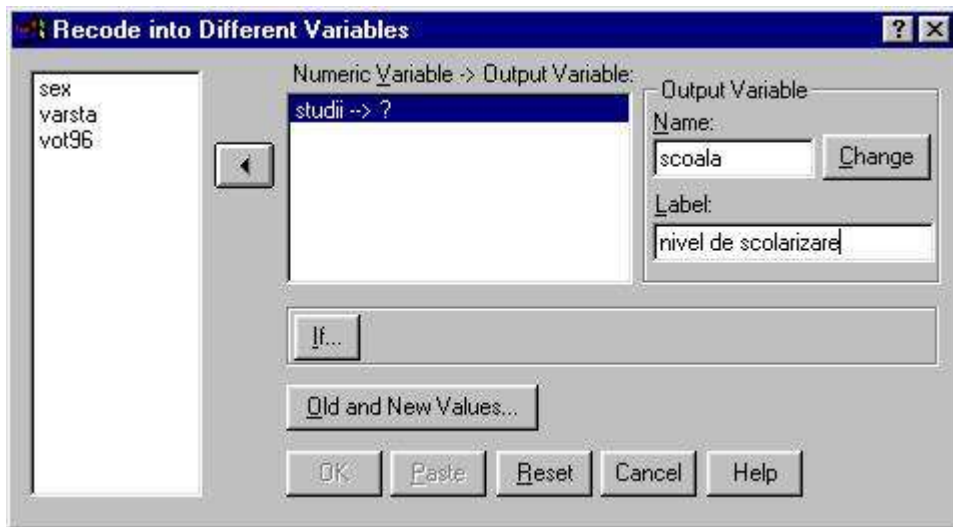 Recode into Different Variables
sex
varsta
vot96
Numeric Variable -> Output Variable:
studii --> ?
Output Variable
Name:
scoala
Change
Label:
nivel de scolarizare
If...
Old and New Values...
OK Paste Reset Cancel Help